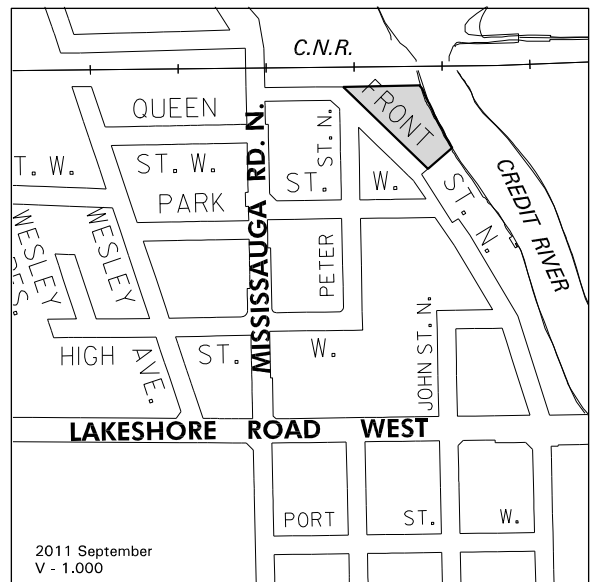 C.N.R.
QUEEN
ST. W.
FRONT
ST. N.
T. W.
ST. N.
ST.
W.
PARK
CREDIT RIVER
WESLEY
ES.
WESLEY
AVE.
MISSISSAUGA RD. N.
PETER
JOHN ST. N.
HIGH
ST.
W.
LAKESHORE ROAD WEST
PORT ST. W.
2011 September
V - 1.000